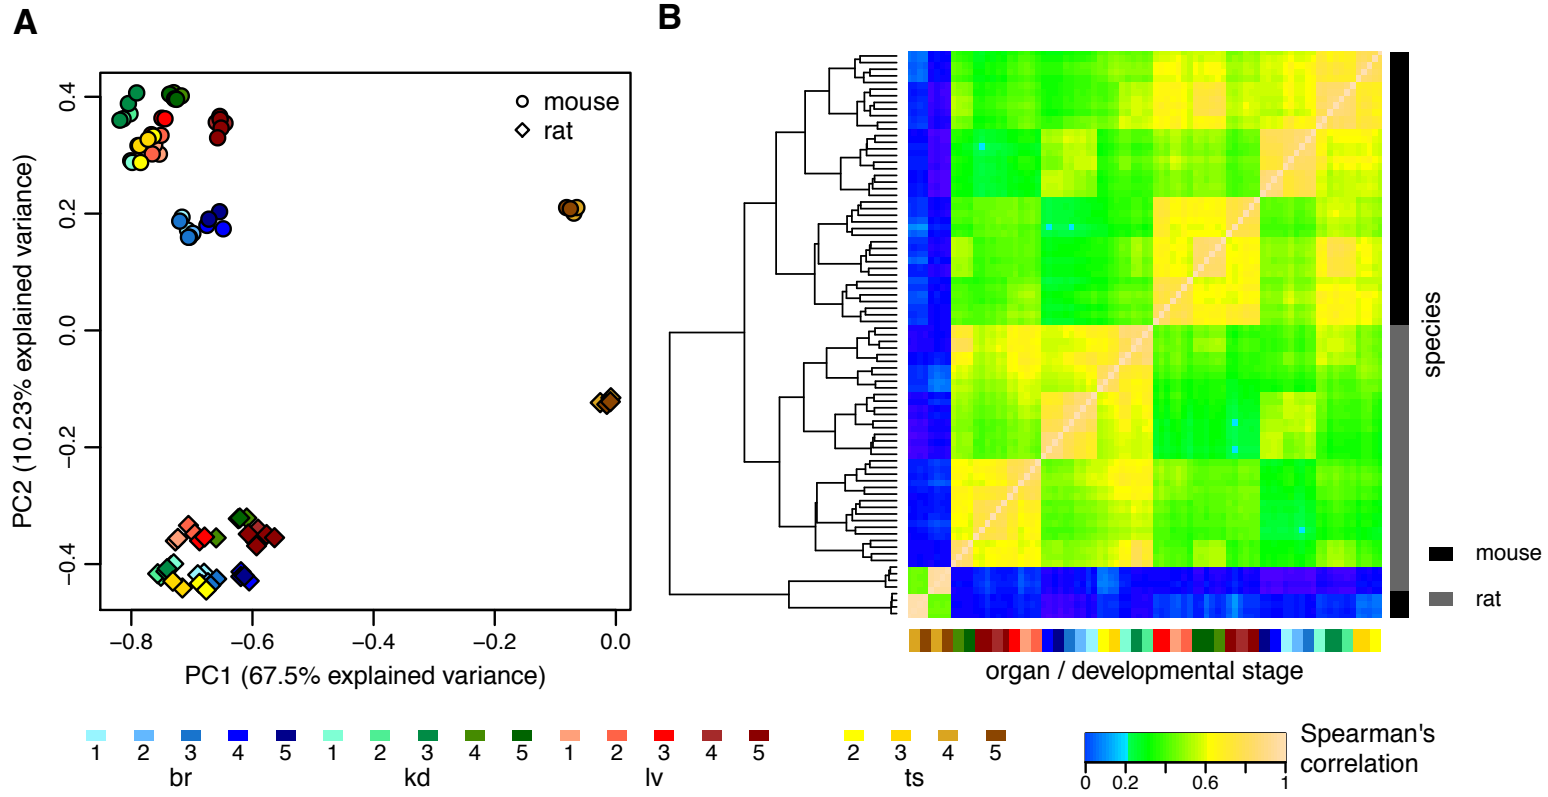 A
B
PC2 (10.23% explained variance)
0.4
0.2
0.0
−0.2
−0.4
mouse
rat
−0.8
−0.6
−0.4
−0.2
0.0
PC1 (67.5% explained variance)
species
mouse
rat
organ / developmental stage
1 2 3 4 5 1 2 3 4 5 1 2 3 4 5 2 3 4 5
br kd lv ts
0 0.2 0.6 1
Spearman's
correlation